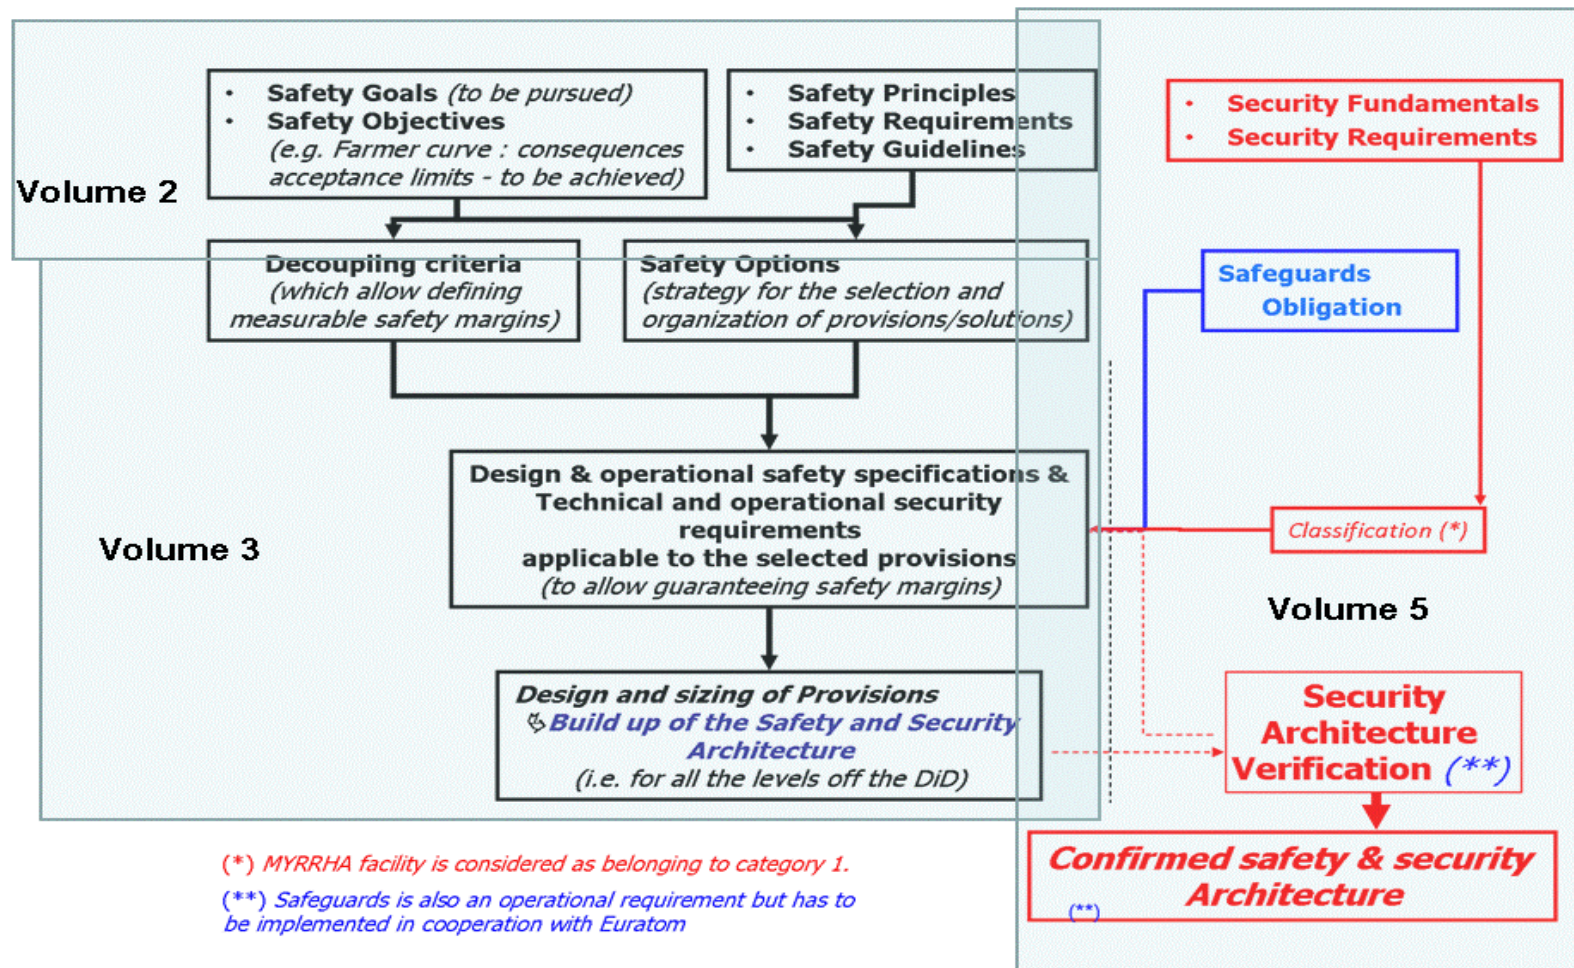 • Safety Goals (to be pursued)
• Safety Objectives
(e.g. Farmer curve : consequences
acceptance limits - to be achieved)
• Safety Principles
• Safety Requirements
• Safety Guidelines
• Security Fundamentals
• Security Requirements
Volume 2
Decoupling criteria
(which allow defining
measurable safety margins)
Safety Options
(strategy for the selection and
organization of provisions/solutions)
Safeguards
Obligation
Design & operational safety specifications &
Technical and operational security
requirements
applicable to the selected provisions
(to allow guaranteeing safety margins)
Classification (*)
Volume 3
Volume 5
Design and sizing of Provisions
Build up of the Safety and Security
Architecture
(i.e. for all the levels off the DiD)
Security
Architecture
Verification (**)
Confirmed safety & security
Architecture
(**)
(*) MYRRHA facility is considered as belonging to category 1.
(**) Safeguards is also an operational requirement but has to
be implemented in cooperation with Euratom